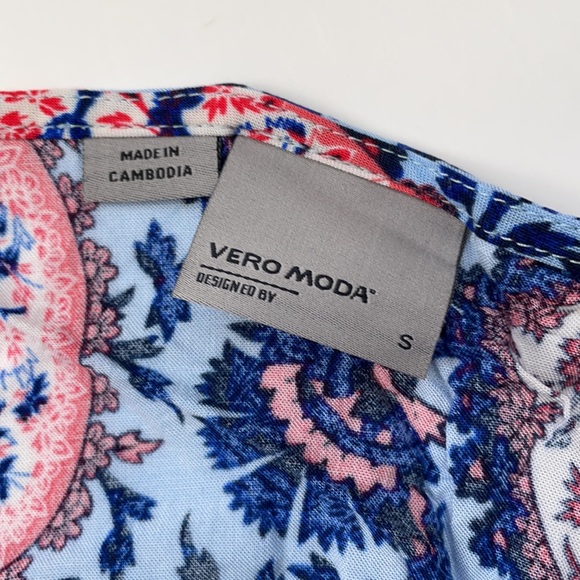 MADE IN
CAMBODIA
VERO MODA
DESIGNED BY
S